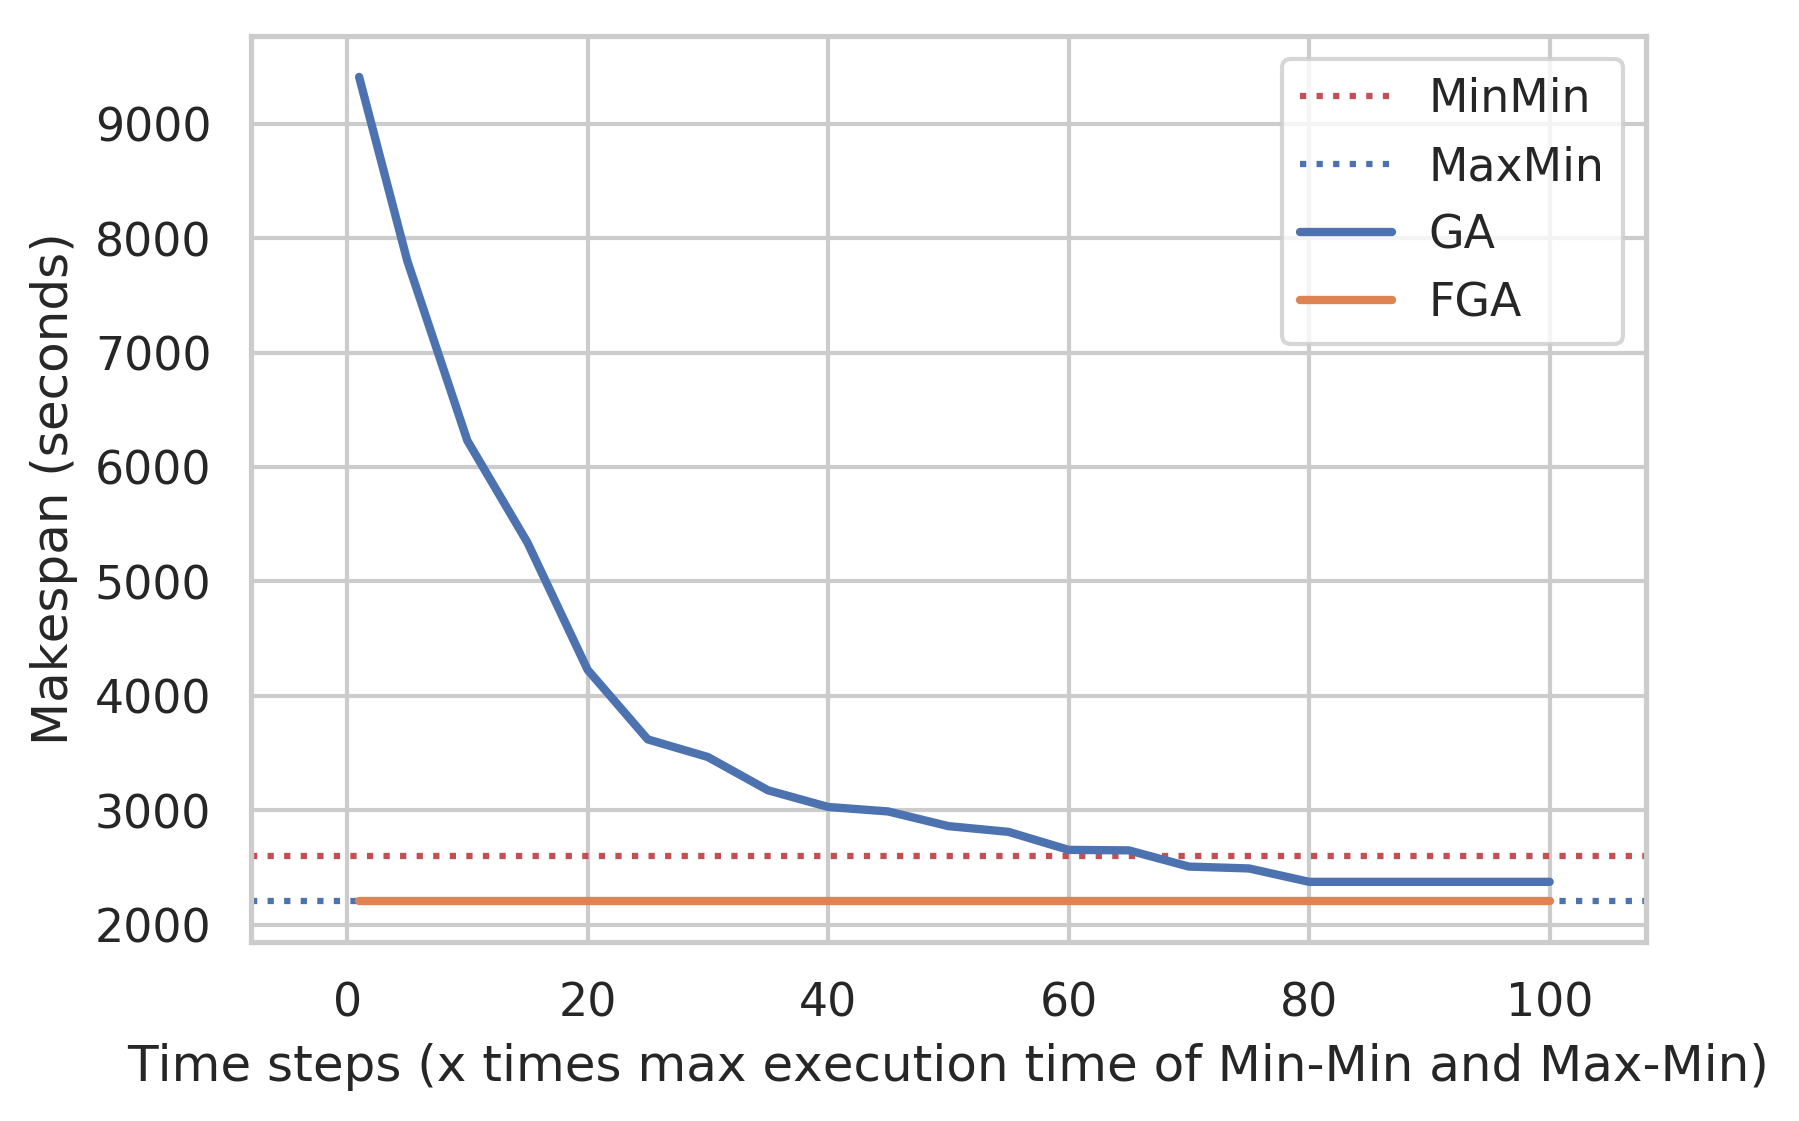 MinMin
MaxMin
GA
FGA
Makespan (seconds)
9000
8000
7000
6000
5000
4000
3000
2000
0 20 40 60 80 100
Time steps (x times max execution time of Min-Min and Max-Min)